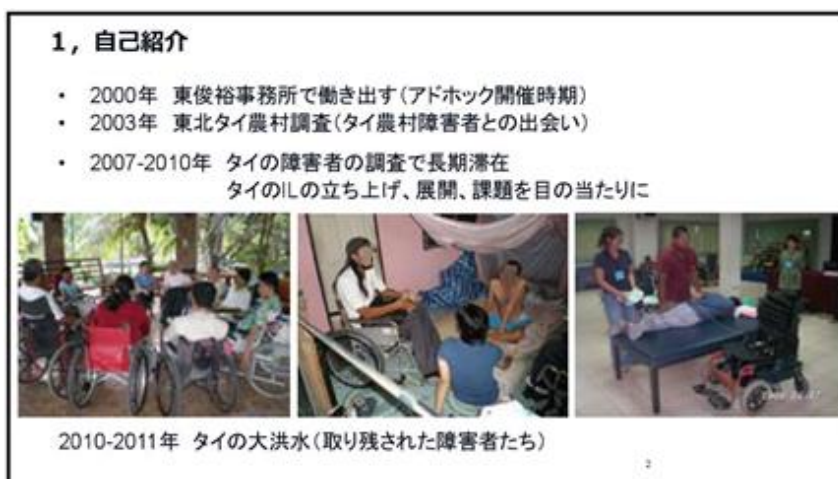 1，自己紹介
・ 2000年 東俊裕事務所で働き出す（アドホック開催時期）
・ 2003年 東北タイ農村調査（タイ農村障害者との出会い）
・ 2007-2010年 タイの障害者の調査で長期滞在
タイのILの立ち上げ、展開、課題を目の当たりに
2010-2011年 タイの大洪水（取り残された障害者たち）
2